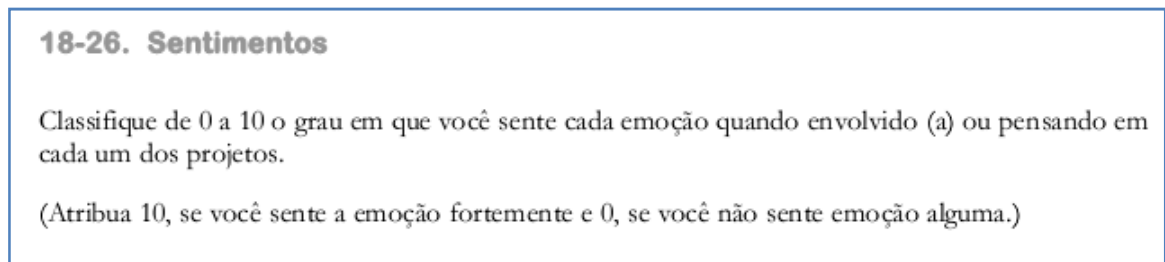 18-26. Sentimentos
Classifique de 0 a 10 o grau em que você sente cada emoção quando envolvido (a) ou pensando em
cada um dos projetos.
(Atribua 10, se você sente a emoção fortemente e 0, se você não sente emoção alguma.)